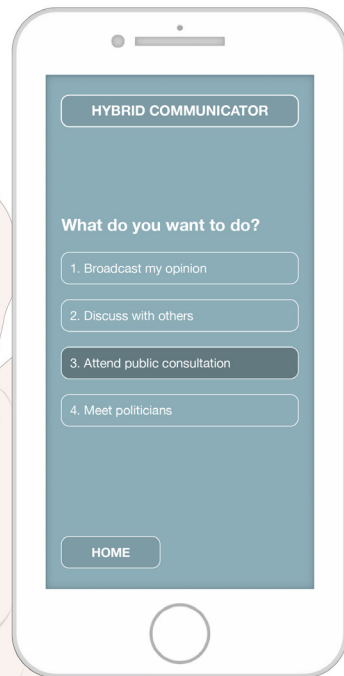 HYBRID COMMUNICATOR
What do you want to do?
1. Broadcast my opinion
2. Discuss with others
3. Attend public consultation
4. Meet politicians
HOME